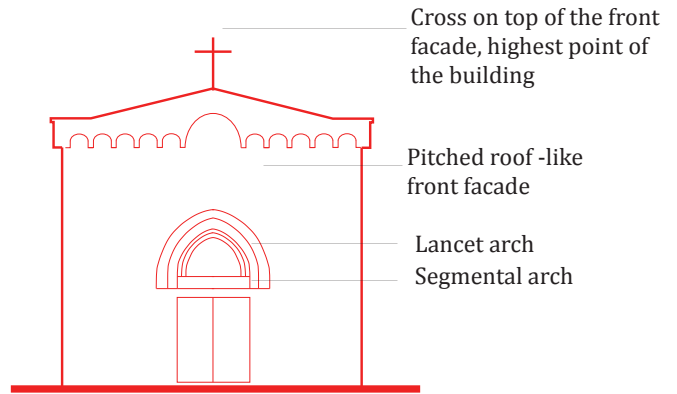 Cross on top of the front
facade, highest point of
the building
Pitched roof -like
front facade
Lancet arch
Segmental arch